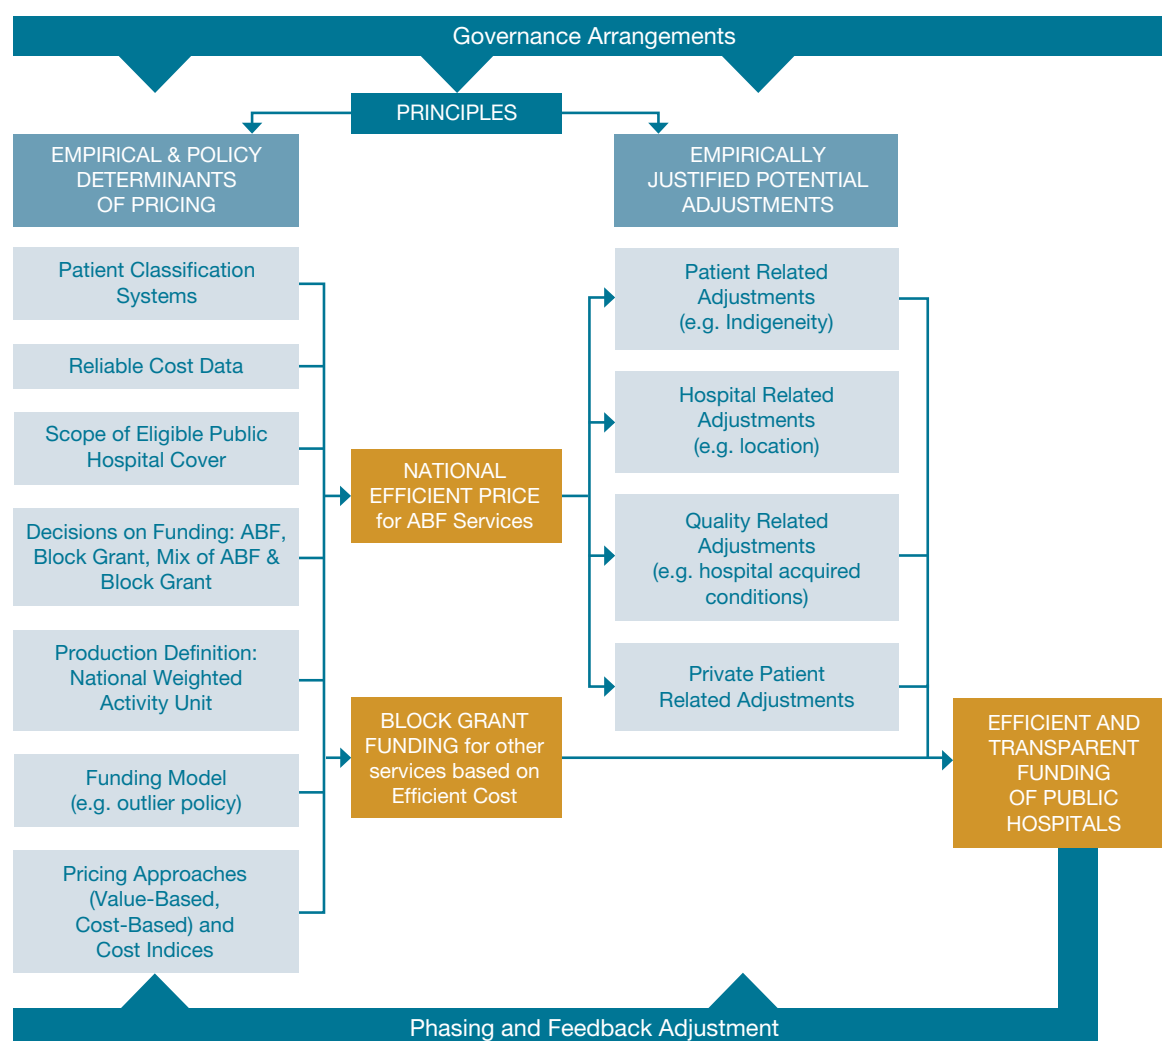 Governance Arrangements
PRINCIPLES
EMPIRICAL & POLICY
DETERMINANTS
OF PRICING
Patient Classification
Systems
Reliable Cost Data
Scope of Eligible Public
Hospital Cover
Decisions on Funding: ABF,
Block Grant, Mix of ABF &
Block Grant
Production Definition:
National Weighted
Activity Unit
Funding Model
(e.g. outlier policy)
Pricing Approaches
(Value-Based,
Cost-Based) and
Cost Indices
NATIONAL
EFFICIENT PRICE
for ABF Services
BLOCK GRANT
FUNDING for other
services based on
Efficient Cost
EMPIRICALLY
JUSTIFIED POTENTIAL
ADJUSTMENTS
Patient Related
Adjustments
(e.g. Indigeneity)
Hospital Related
Adjustments
(e.g. location)
Quality Related
Adjustments
(e.g. hospital acquired
conditions)
Private Patient
Related Adjustments
EFFICIENT AND
TRANSPARENT
FUNDING
OF PUBLIC
HOSPITALS
Phasing and Feedback Adjustment